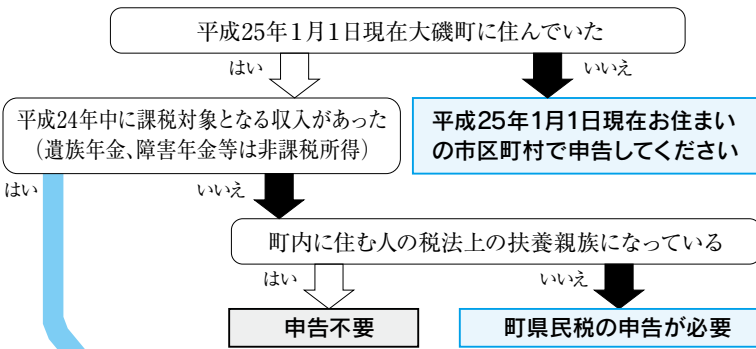 平成25年1月1日現在大磯町に住んでいた
はい
いいえ
平成24年中に課税対象となる収入があった
（遺族年金、障害年金等は非課税所得）
平成25年1月1日現在お住まい
の市区町村で申告してください
はい
いいえ
町内に住む人の税法上の扶養親族になっている
はい
いいえ
申告不要
町県民税の申告が必要